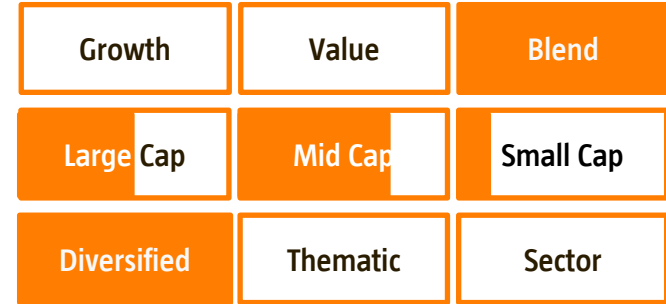 Growth Value Blend
Large Cap Mid Cap Small Cap
Diversified Thematic Sector